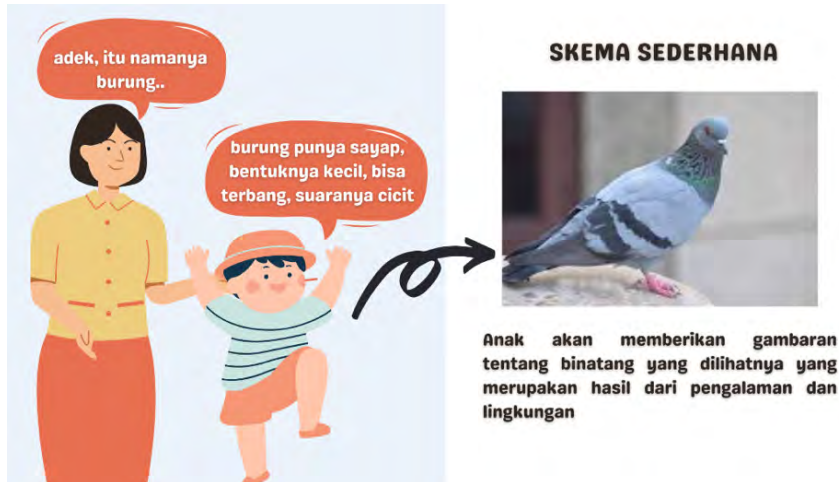 adek, itu namanya
burung..
burung punya sayap,
bentuknya kecil, bisa
terbang, suaranya cicit
SKEMA SEDERHANA
Anak akan memberikan gambaran
tentang binatang yang dilihatnya yang
merupakan hasil dari pengalaman dan
lingkungan